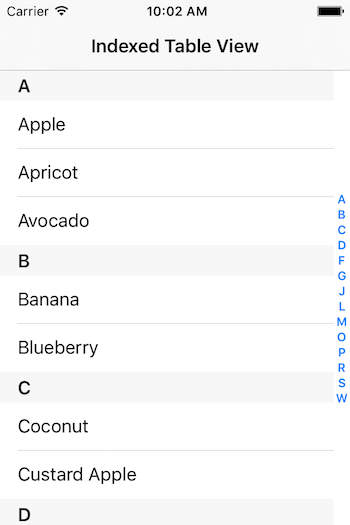 Carrier 10:02 AM
Indexed Table View
A
Apple
Apricot
Avocado
B
Banana
Blueberry
C
Coconut
Custard Apple
D
A
B
C
D
F
G
J
L
M
O
P
R
S
W